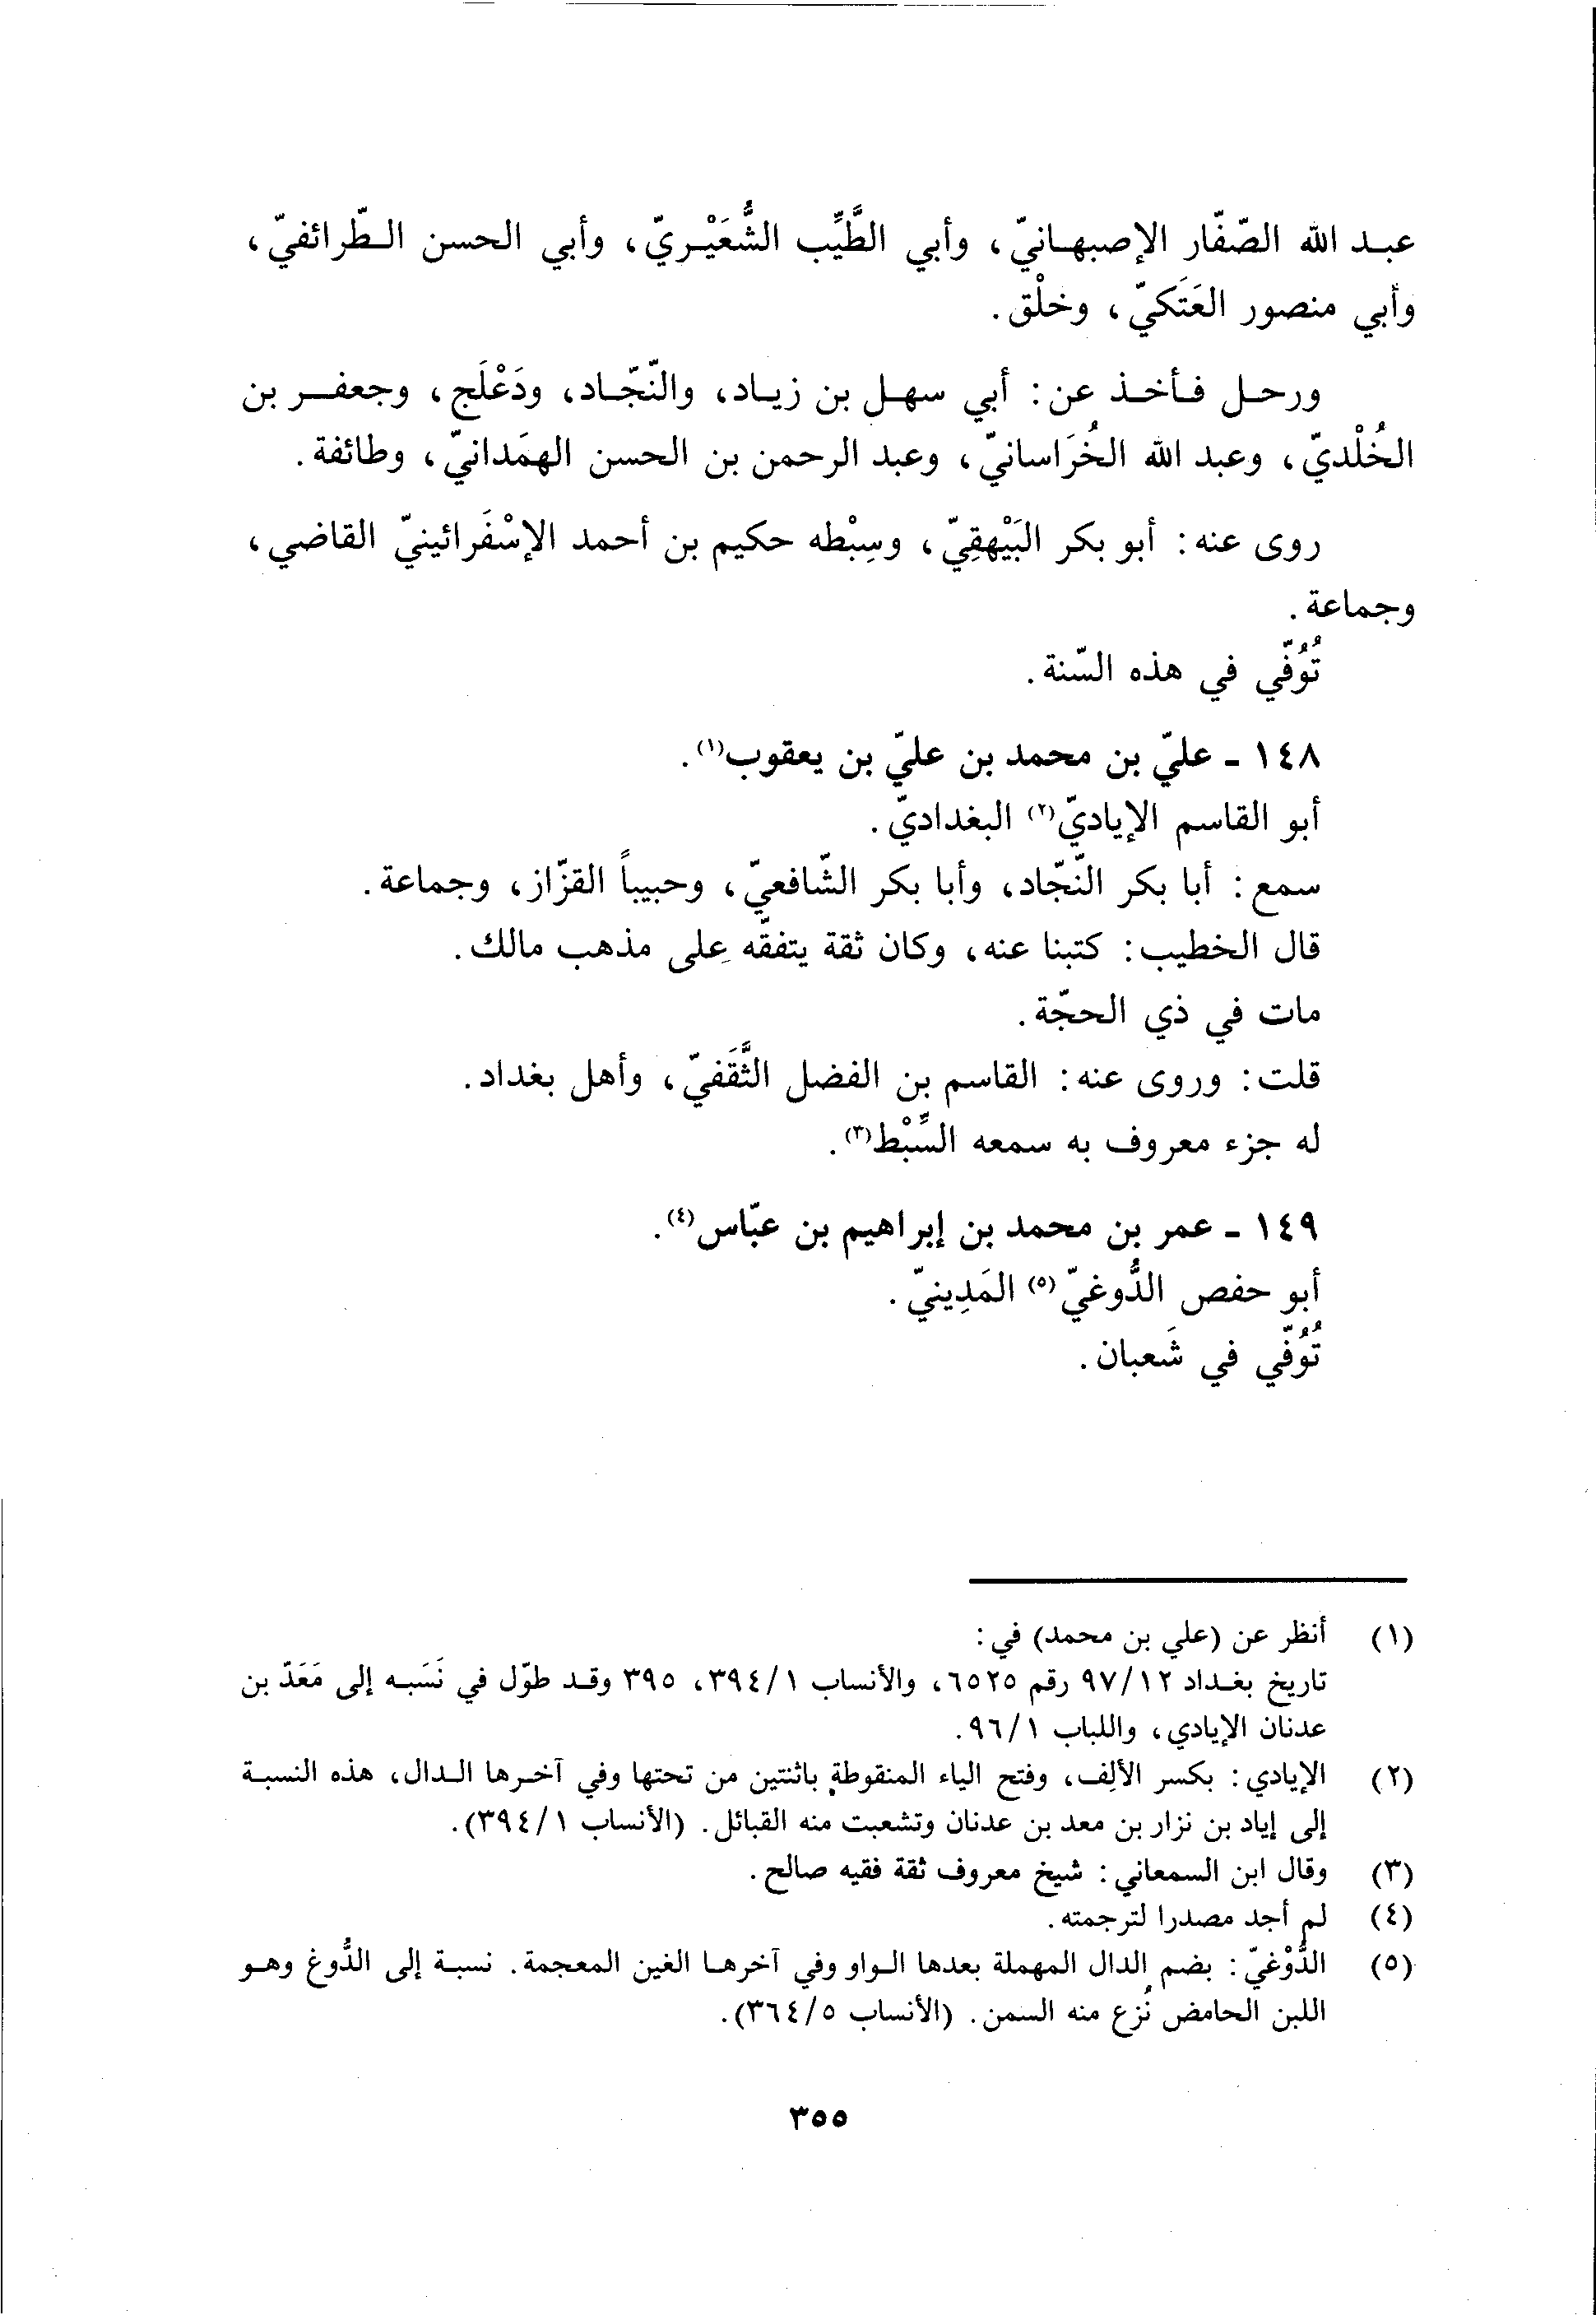 عبد الله الصّفّار الإصبهانيّ، وأبي الطَّيِّب الشُّعَيْريّ، وأبي الحسن الطّرائفيّ،
وأبي منصور العَتَكيّ، وخلْق.
ورحل فأخذ عن: أبي سهل بن زياد، والنّجّاد، ودَعْلَج، وجعفر بن
الخُلْديّ، وعبد الله الخُرَاسانيّ، وعبد الرحمن بن الحسن الهمَدانيّ، وطائفة.
روى عنه: أبو بكر البَيْهقِيّ، وسِبْطه حكيم بن أحمد الإسْفَرائينيّ القاضي،
وجماعة.
تُوُفّي في هذه السّنة.
١٤٨ - عليّ بن محمد بن عليّ بن يعقوب(١).
أبو القاسم الإياديّ(٢) البغداديّ.
سمع: أبا بكر النّجّاد، وأبا بكر الشّافعيّ، وحبيباً القزّاز، وجماعة.
قال الخطيب: كتبنا عنه، وكان ثقة يتفقّه على مذهب مالك.
مات في ذي الحجّة.
قلت: وروى عنه: القاسم بن الفضل الثَّقَفيّ، وأهل بغداد.
له جزء معروف به سمعه السِّبْط(٣).
١٤٩ - عمر بن محمد بن إبراهيم بن عبّاس(٤).
أبو حفص الدُّوغيّ(٥) المَدِينيّ.
تُوُفّي في شَعبان.
(١) أنظر عن (علي بن محمد) في:
تاريخ بغداد ٩٧/١٢ رقم ٦٥٢٥، والأنساب ٣٩٤/١، ٣٩٥ وقد طوّل في نَسَبه إلى مَعَدّ بن
عدنان الإيادي، واللباب ٩٦/١.
(٢) الإيادي: بكسر الألِف، وفتح الياء المنقوطة باثنتين من تحتها وفي آخرها الدال، هذه النسبة
إلى إياد بن نزار بن معد بن عدنان وتشعبت منه القبائل. (الأنساب ٣٩٤/١).
(٣) وقال ابن السمعاني: شيخ معروف ثقة فقيه صالح.
(٤) لم أجد مصدرا لترجمته.
(٥) الدُّوْغيّ: بضم الدال المهملة بعدها الواو وفي آخرها الغين المعجمة. نسبة إلى الدُّوغ وهو
اللبن الحامض نُزع منه السمن. (الأنساب ٣٦٤/٥).
٣٥٥